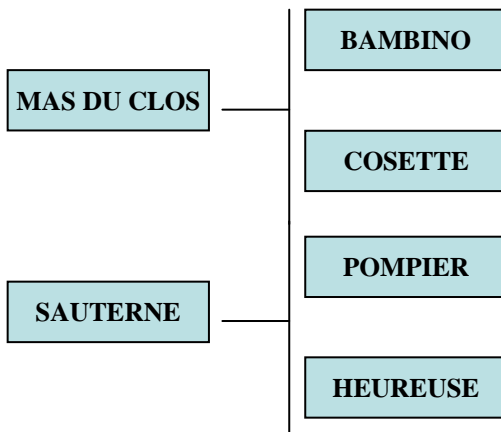 MAS DU CLOS
SAUTERNE
BAMBINO
COSETTE
POMPIER
HEUREUSE